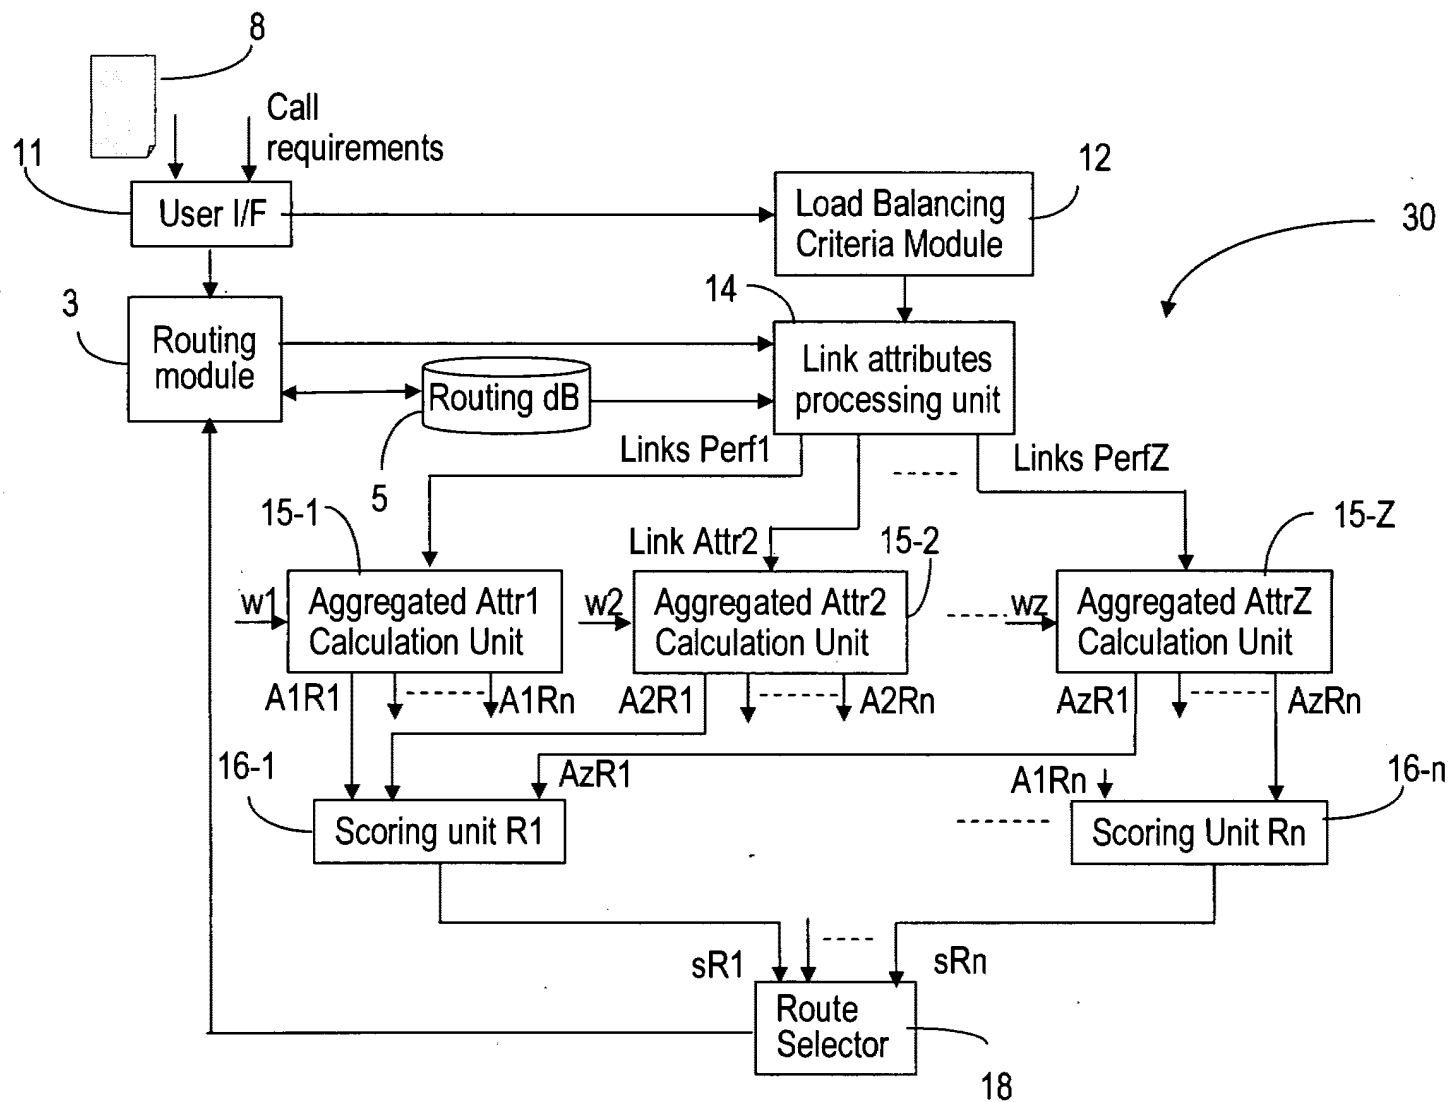 8
Call
requirements
11
User I/F
12
Load Balancing
Criteria Module
30
3
Routing
module
14
Link attributes
processing unit
Routing dB
5
Links Perf1
Links PerfZ
Link Attr2
15-1
15-2
15-Z
w1
Aggregated Attr1
Calculation Unit
w2
Aggregated Attr2
Calculation Unit
wz
Aggregated AttrZ
Calculation Unit
A1R1
A1Rn
A2R1
A2Rn
AzR1
AzRn
16-1
AzR1
A1Rn
16-n
Scoring unit R1
Scoring Unit Rn
sR1
sRn
Route
Selector
18